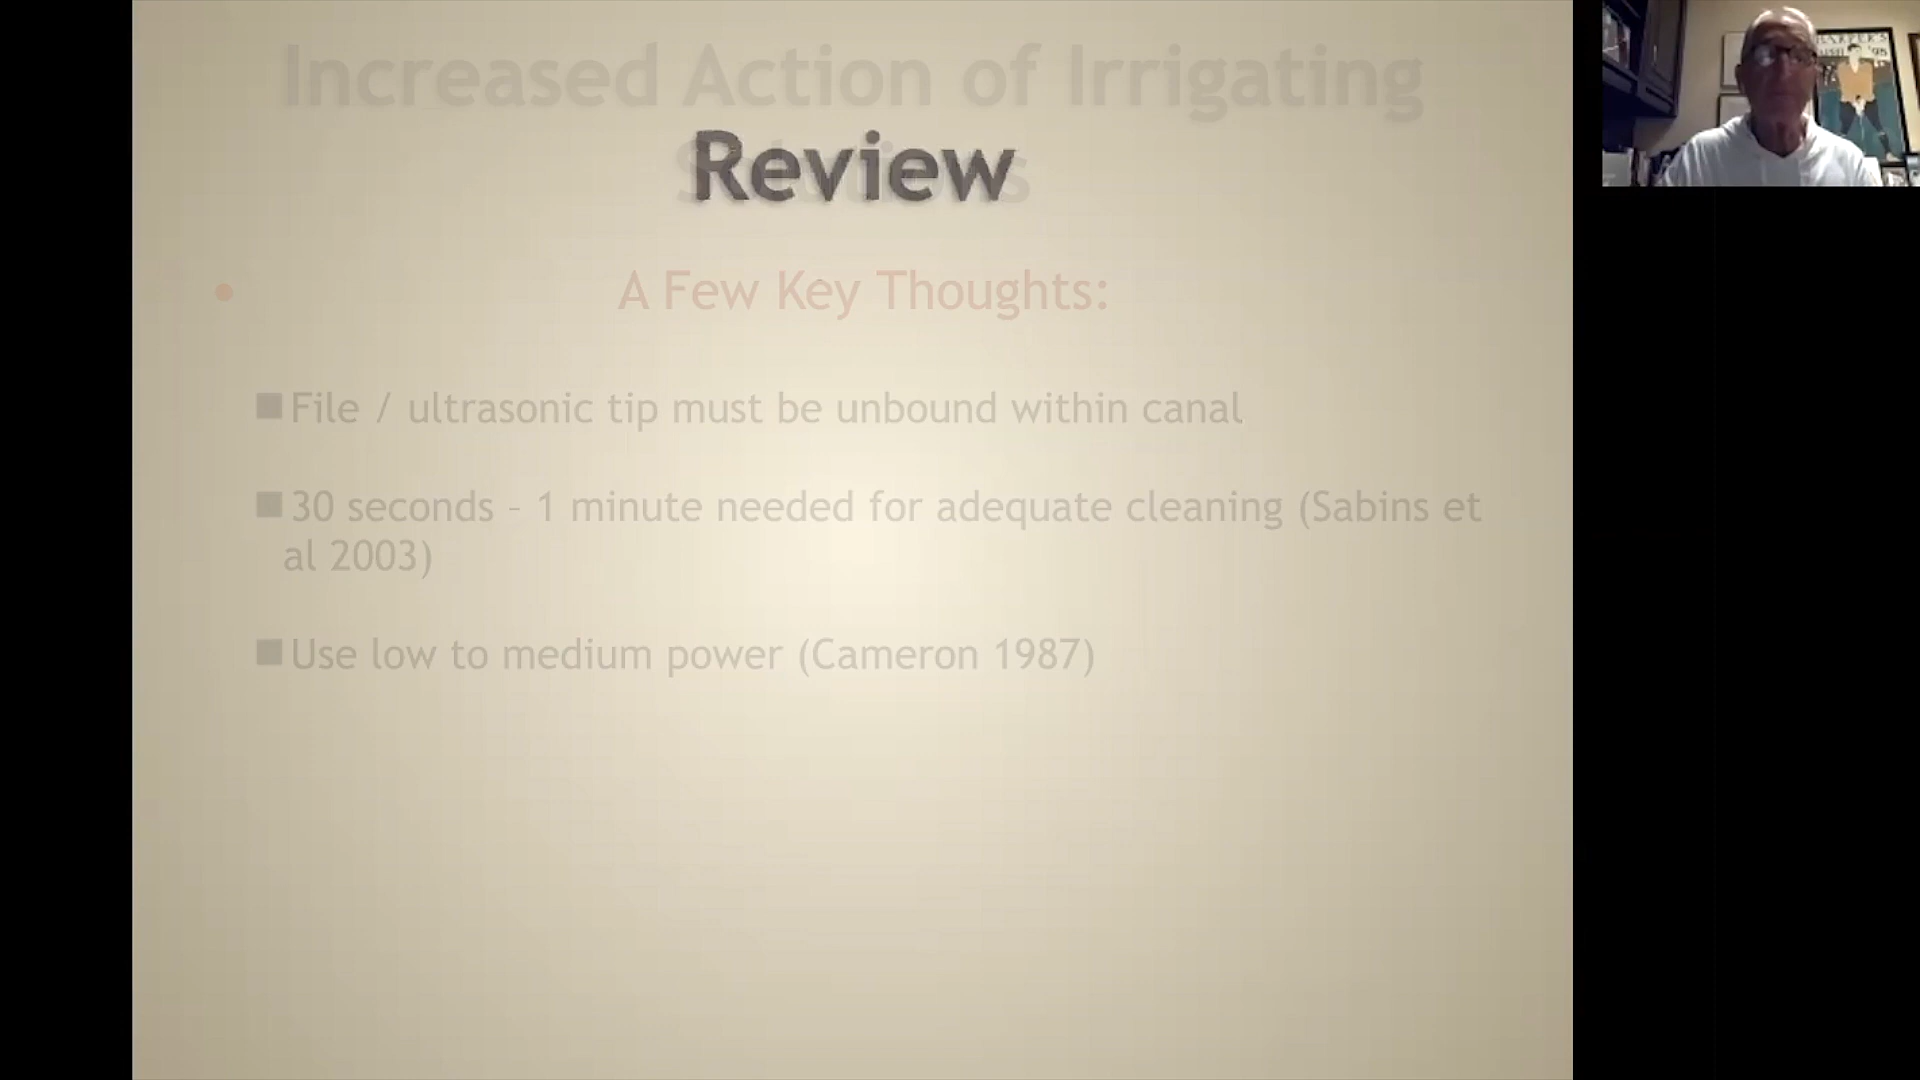 Increased Action of Irrigating
Review
A Few Key Thoughts:
File / ultrasonic tip must be unbound within canal
30 seconds – 1 minute needed for adequate cleaning (Sabins et
al 2003)
Use low to medium power (Cameron 1987)
HARPER'S